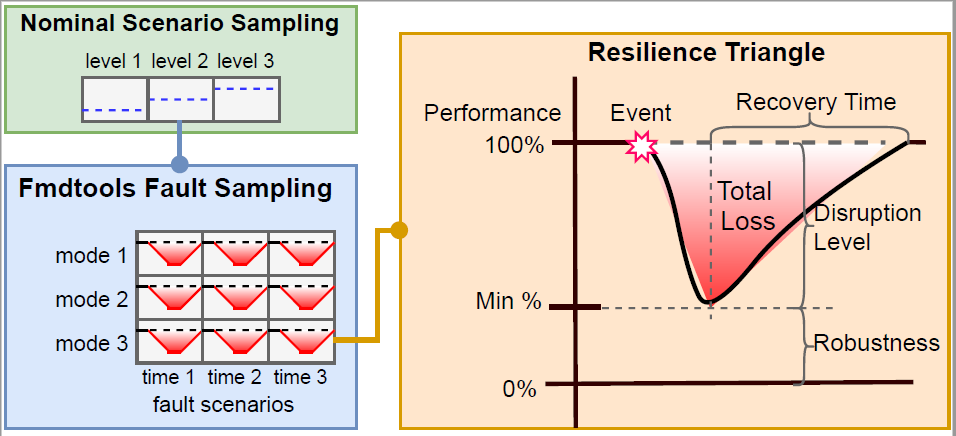 Nominal Scenario Sampling
level 1 level 2 level 3
Fmdtools Fault Sampling
mode 1
mode 2
mode 3
time 1 time 2 time 3
fault scenarios
Resilience Triangle
Performance
100%
Event
Recovery Time
Total
Loss
Disruption
Level
Min %
Robustness
0%